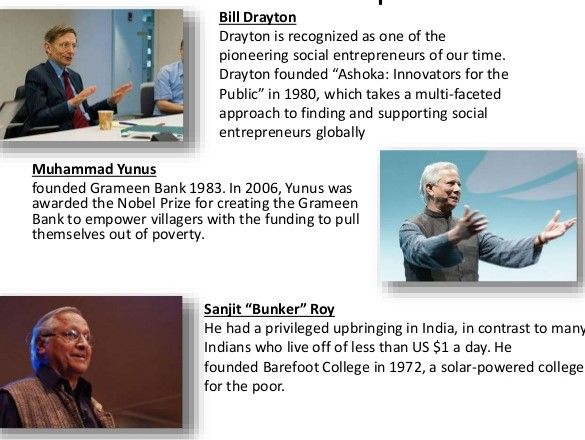 Bill Drayton
Drayton is recognized as one of the
pioneering social entrepreneurs of our time.
Drayton founded “Ashoka: Innovators for the
Public” in 1980, which takes a multi-faceted
approach to finding and supporting social
entrepreneurs globally
Muhammad Yunus
founded Grameen Bank 1983. In 2006, Yunus was
awarded the Nobel Prize for creating the Grameen
Bank to empower villagers with the funding to pull
themselves out of poverty.
Sanjit “Bunker” Roy
He had a privileged upbringing in India, in contrast to many
Indians who live off of less than US $1 a day. He
founded Barefoot College in 1972, a solar-powered college
for the poor.